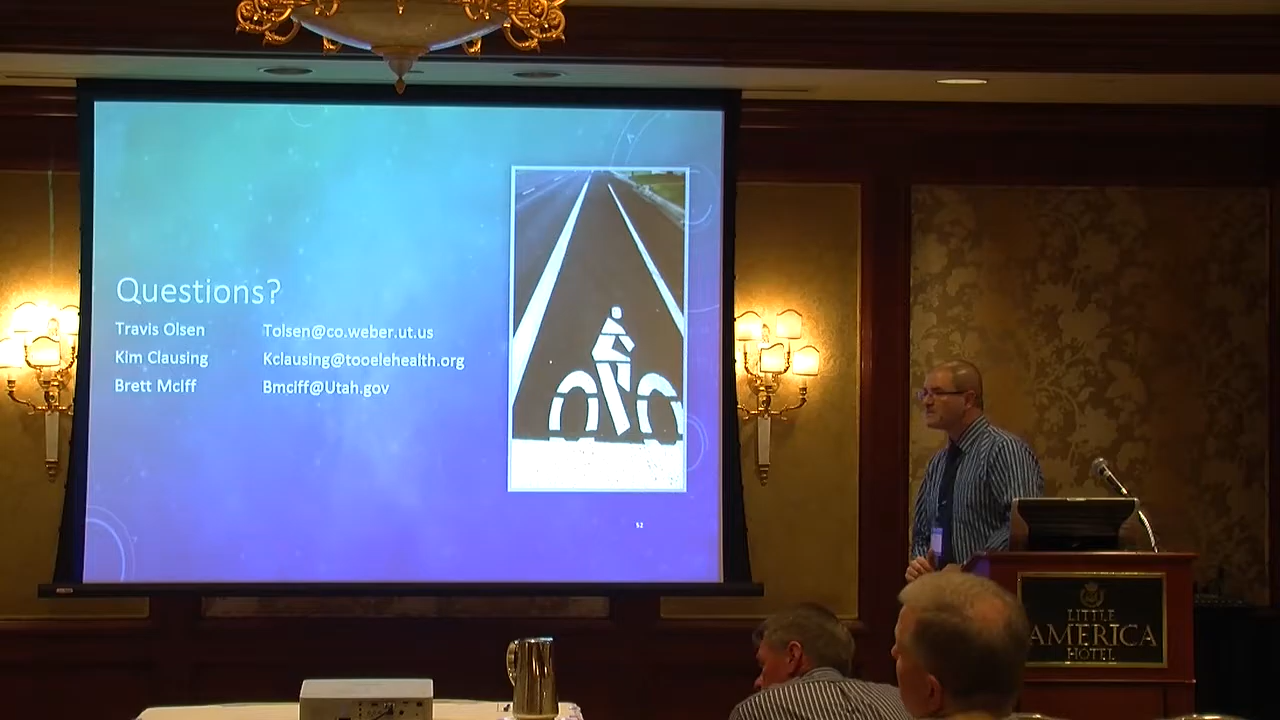 Questions?
Travis Olsen Tolsen@co.weber.ut.us
Kim Clausing Kclausing@tooelehealth.org
Brett McIff Bmciff@Utah.gov
52
LITTLE
AMERICA
HOTEL